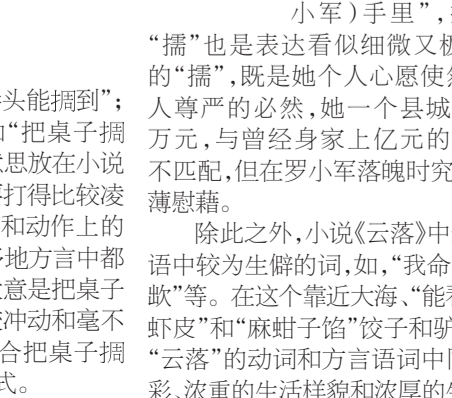 头能搁到”；
“把桌子搁
思放在小说
打得比较凌
和动作上的
地方言中都
意是把桌子
冲动和毫不
合把桌子搁
式。
小军）手里”，
“擩”也是表达看似细微又极
的“擩”，既是她个人心愿使然
人尊严的必然，她一个县城
万元，与曾经身家上亿元的
不匹配，但在罗小军落魄时究
薄慰藉。
除此之外，小说《云落》中
语中较为生僻的词，如，“我命
欤”等。在这个靠近大海、“能
虾皮”和“麻蚶子馅”饺子和驴
“云落”的动词和方言语词中
彩、浓重的生活样貌和浓厚的